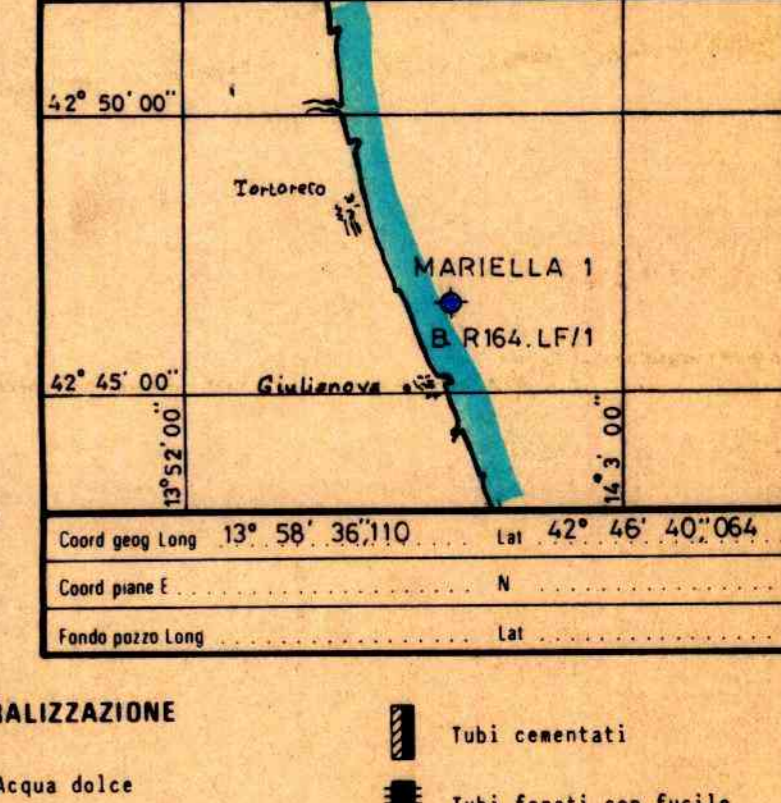 42° 50' 00"
Tortoreto
MARIELLA 1
B. R164.LF/1
42° 45' 00"
Giulianova
13° 52' 00"
14° 3' 00"
Coord geog Long 13° 58' 36",110 Lat 42° 46' 40",064
Coord piane E N
Fondo pozzo Long Lat
ALIZZAZIONE
Tubi cementati
Acqua dolce